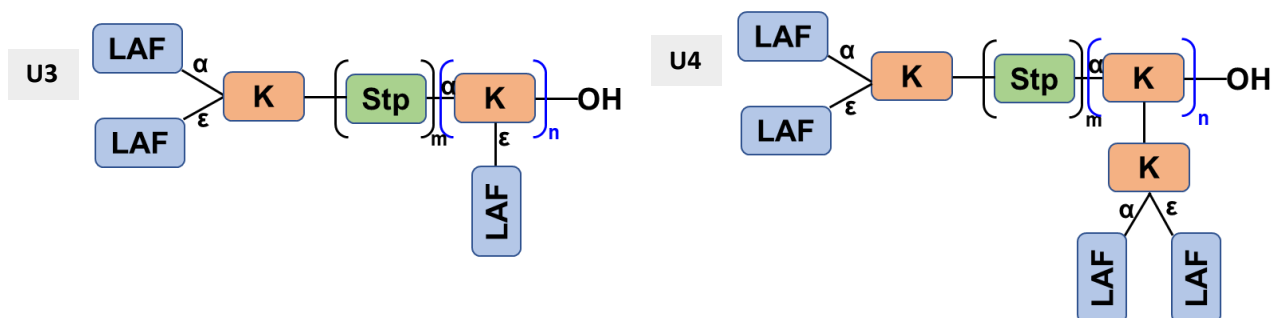 U3
LAF
α
K
ε
LAF
Stp
m
α
K
n
OH
ε
LAF
U4
LAF
α
K
ε
LAF
Stp
m
α
K
n
OH
K
α
ε
LAF
LAF